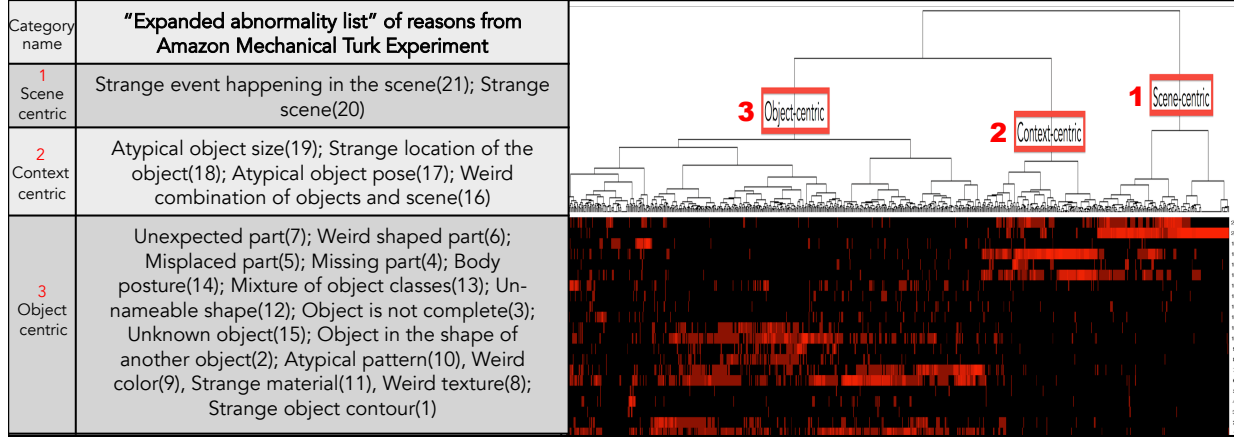 Category
name
"Expanded abnormality list" of reasons from
Amazon Mechanical Turk Experiment
1
Scene
centric
Strange event happening in the scene(21); Strange
scene(20)
2
Context
centric
Atypical object size(19); Strange location of the
object(18); Atypical object pose(17); Weird
combination of objects and scene(16)
3
Object
centric
Unexpected part(7); Weird shaped part(6);
Misplaced part(5); Missing part(4); Body
posture(14); Mixture of object classes(13); Un-
nameable shape(12); Object is not complete(3);
Unknown object(15); Object in the shape of
another object(2); Atypical pattern(10), Weird
color(9), Strange material(11), Weird texture(8);
Strange object contour(1)
3 Object-centric
2 Context-centric
1 Scene-centric